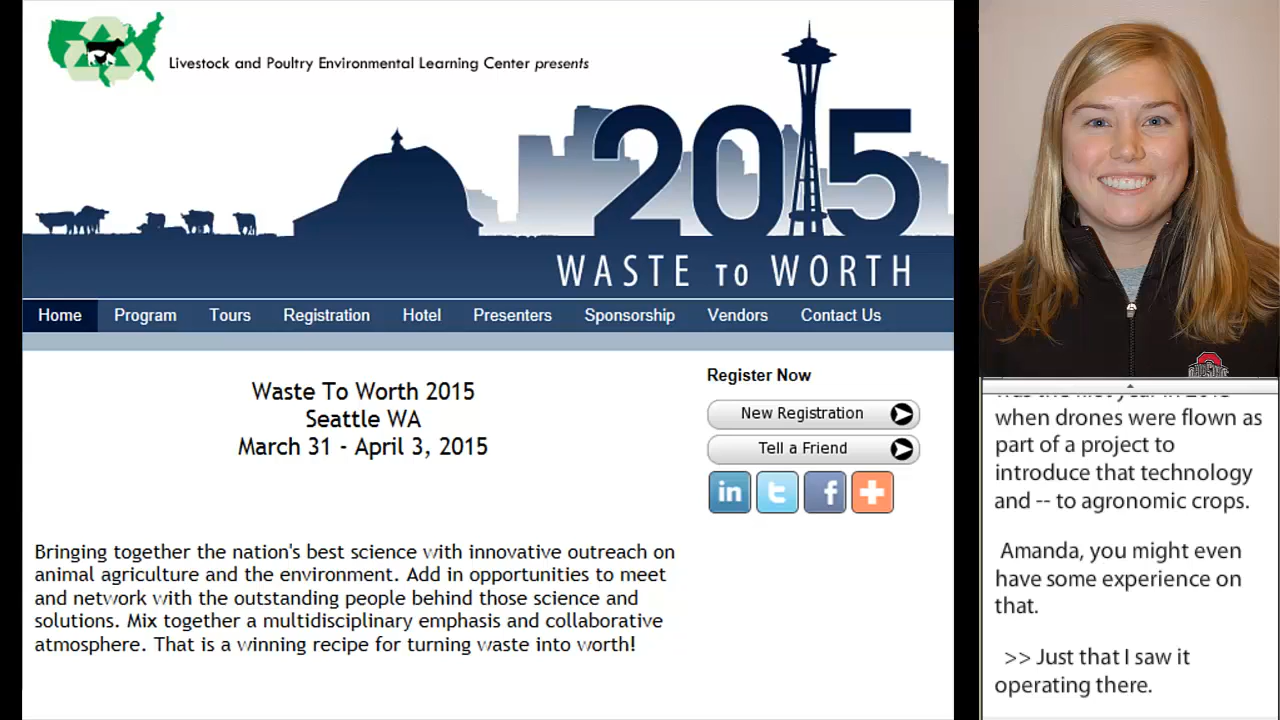 Livestock and Poultry Environmental Learning Center presents
2015
WASTE TO WORTH
Home Program Tours Registration Hotel Presenters Sponsorship Vendors Contact Us
Waste To Worth 2015
Seattle WA
March 31 - April 3, 2015
Bringing together the nation's best science with innovative outreach on
animal agriculture and the environment. Add in opportunities to meet
and network with the outstanding people behind those science and
solutions. Mix together a multidisciplinary emphasis and collaborative
atmosphere. That is a winning recipe for turning waste into worth!
Register Now
New Registration
Tell a Friend
in
t
f
when drones were flown as
part of a project to
introduce that technology
and -- to agronomic crops.
Amanda, you might even
have some experience on
that.
>> Just that I saw it
operating there.